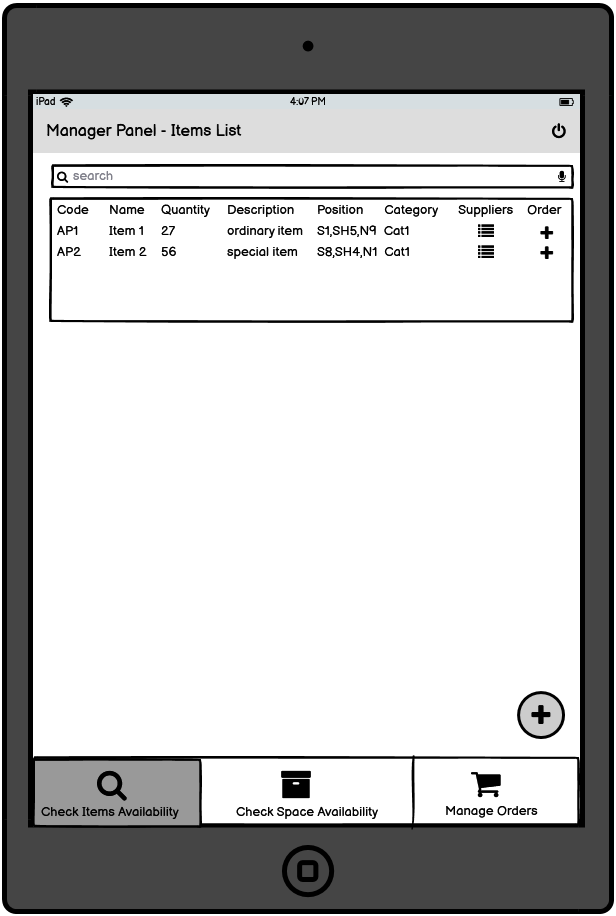 iPad 4:07 PM
Manager Panel - Items List
search
Code Name Quantity Description Position Category Suppliers Order
AP1 Item 1 27 ordinary item S1,SH5,N9 Cat1
AP2 Item 2 56 special item S8,SH4,N1 Cat1
Check Items Availability Check Space Availability Manage Orders